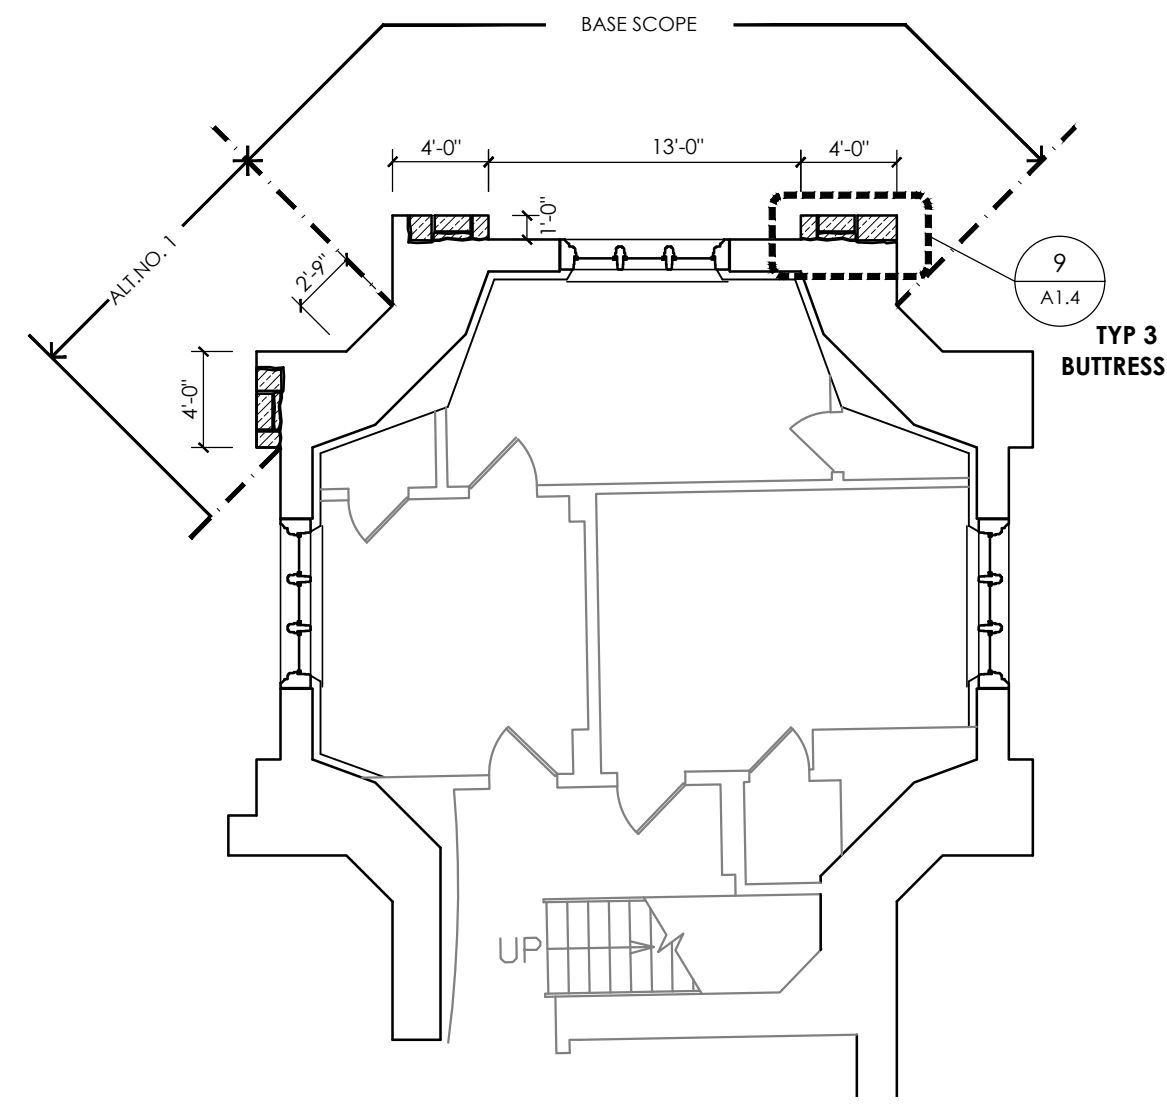 BASE SCOPE
4'-0"
13'-0"
4'-0"
1'-0"
ALT.NO. 1
2'-9"
9
A1.4
TYP 3
BUTTRESS
4'-0"
UP